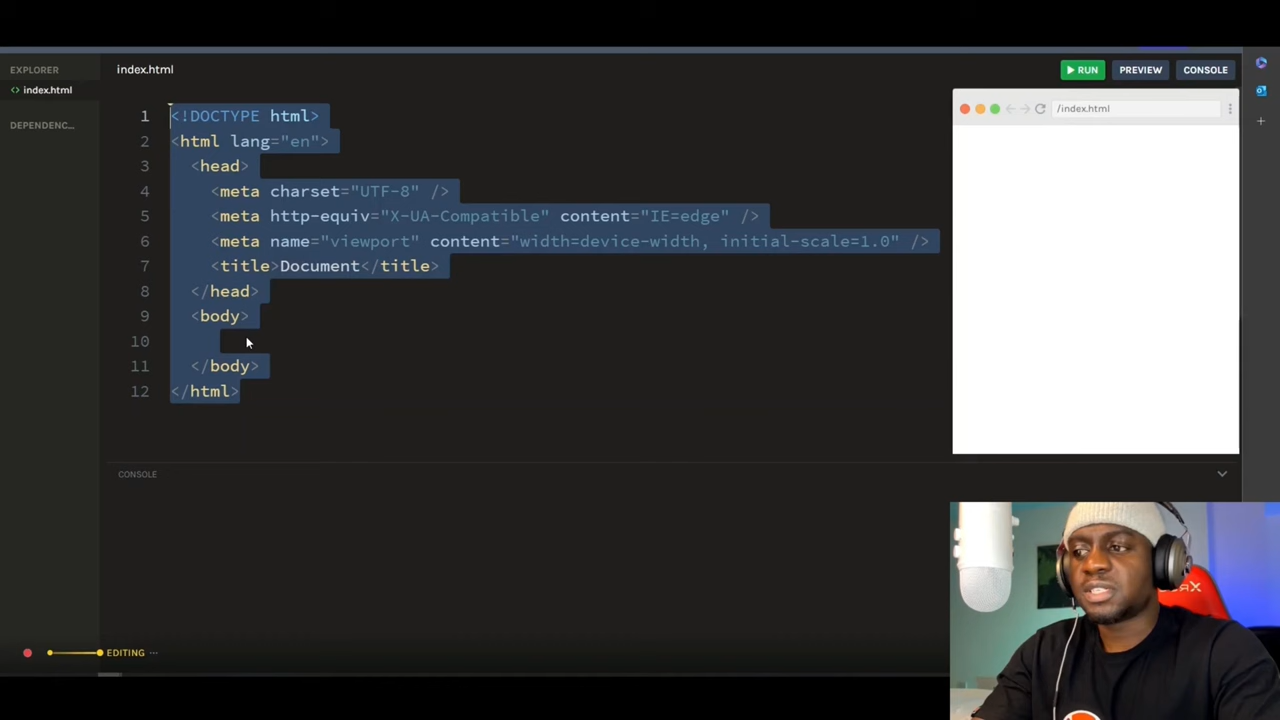 EXPLORER
index.html
RUN
PREVIEW
CONSOLE
<> index.html
/index.html
DEPENDENC...
1 <!DOCTYPE html>
2 <html lang="en">
3 <head>
4 <meta charset="UTF-8" />
5 <meta http-equiv="X-UA-Compatible" content="IE=edge" />
6 <meta name="viewport" content="width=device-width, initial-scale=1.0" />
7 <title>Document</title>
8 </head>
9 <body>
10
11 </body>
12 </html>
CONSOLE
EDITING ...